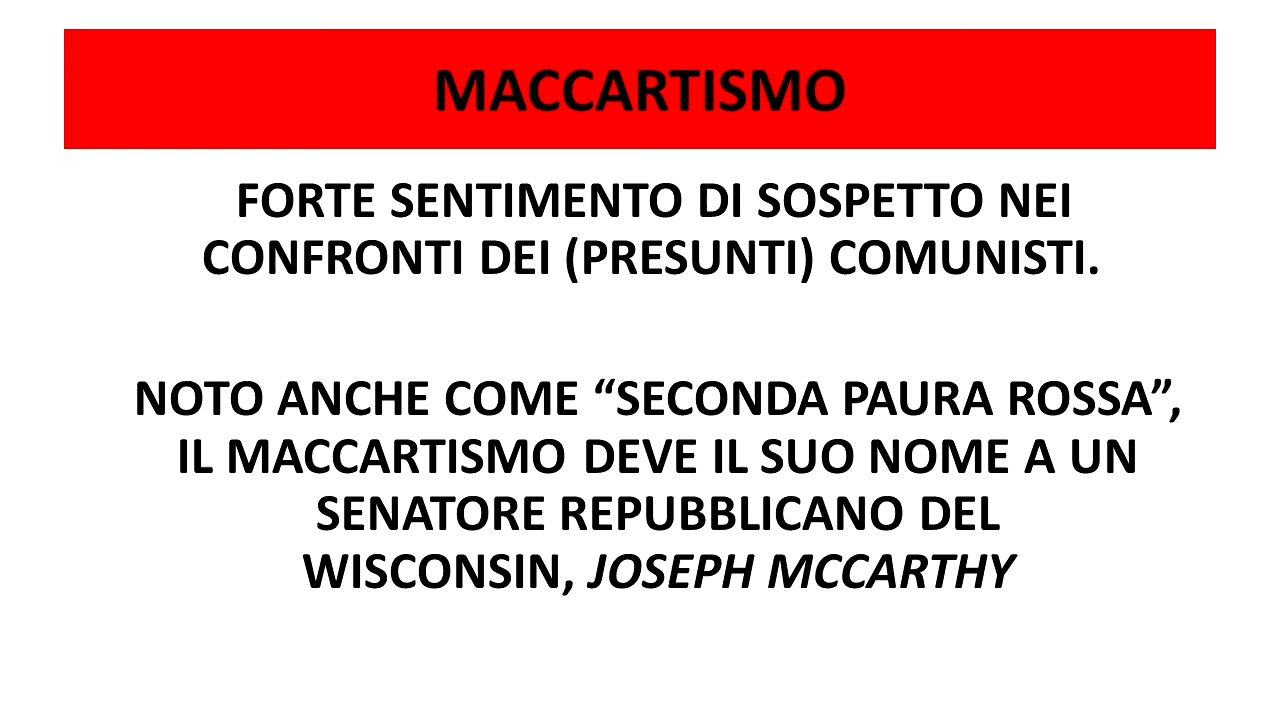 MACCARTISMO
FORTE SENTIMENTO DI SOSPETTO NEI
CONFRONTI DEI (PRESUNTI) COMUNISTI.
NOTO ANCHE COME “SECONDA PAURA ROSSA”,
IL MACCARTISMO DEVE IL SUO NOME A UN
SENATORE REPUBBLICANO DEL
WISCONSIN, JOSEPH MCCARTHY